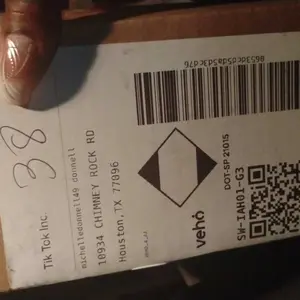 38
Tik Tok Inc
michelledonnell49 donnell
10934 CHIMNEY ROCK RD
Houston, TX 77096
veho
DOT-SP 21015
SW-IAH01-G3